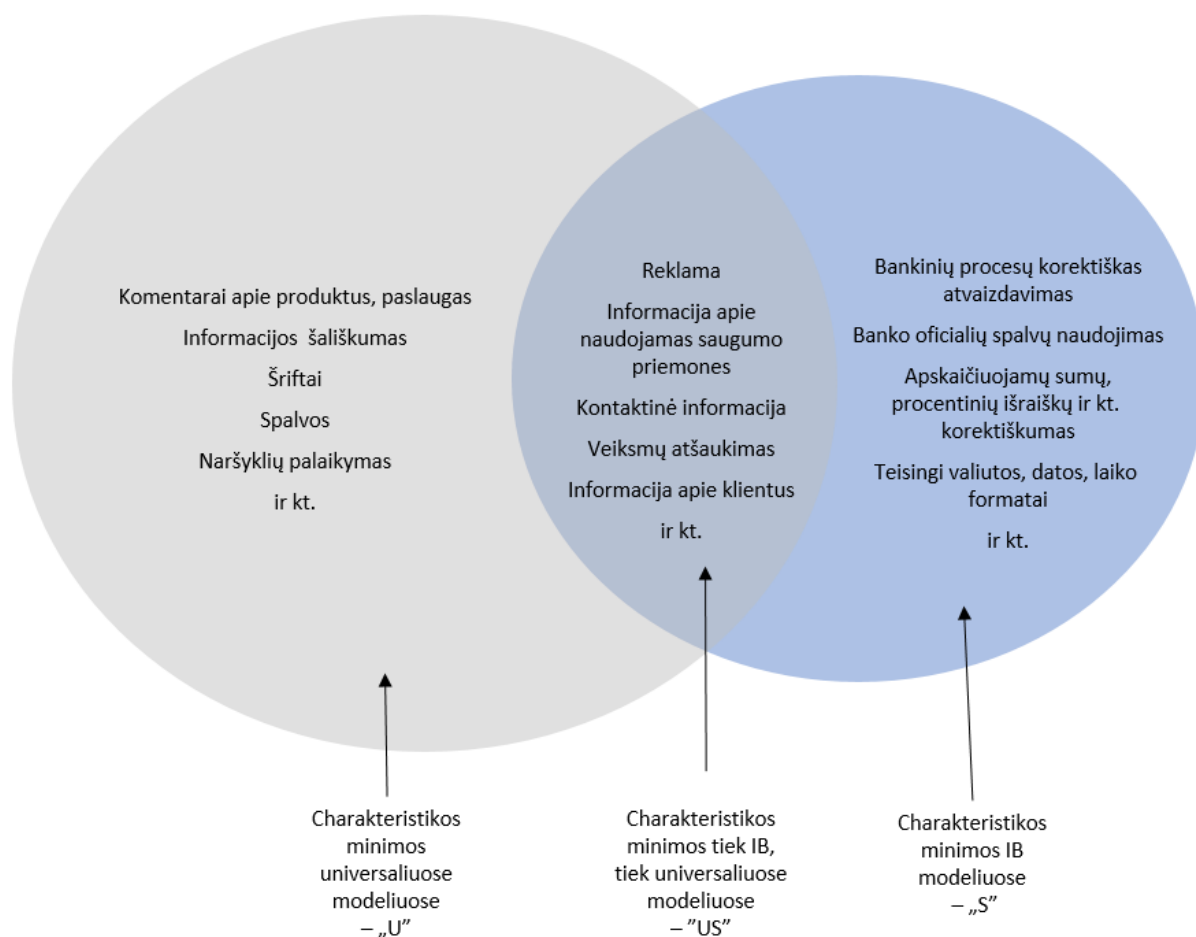 Komentarai apie produktus, paslaugas
Informacijos šališkumas
Šriftai
Spalvos
Naršyklių palaikymas
ir kt.
Reklama
Informacija apie
naudojamas saugumo
priemones
Kontaktinė informacija
Veiksmų atšaukimas
Informacija apie klientus
ir kt.
Bankinių procesų korektiškas
atvaizdavimas
Banko oficialių spalvų naudojimas
Apskaičiuojamų sumų,
procentinių išraiškų ir kt.
korektiškumas
Teisingi valiutos, datos, laiko
formatai
ir kt.
Charakteristikos
minimos
universaliuose
modeliuose
– „U”
Charakteristikos
minimos tiek IB,
tiek universaliuose
modeliuose
– ”US”
Charakteristikos
minimos IB
modeliuose
– „S”